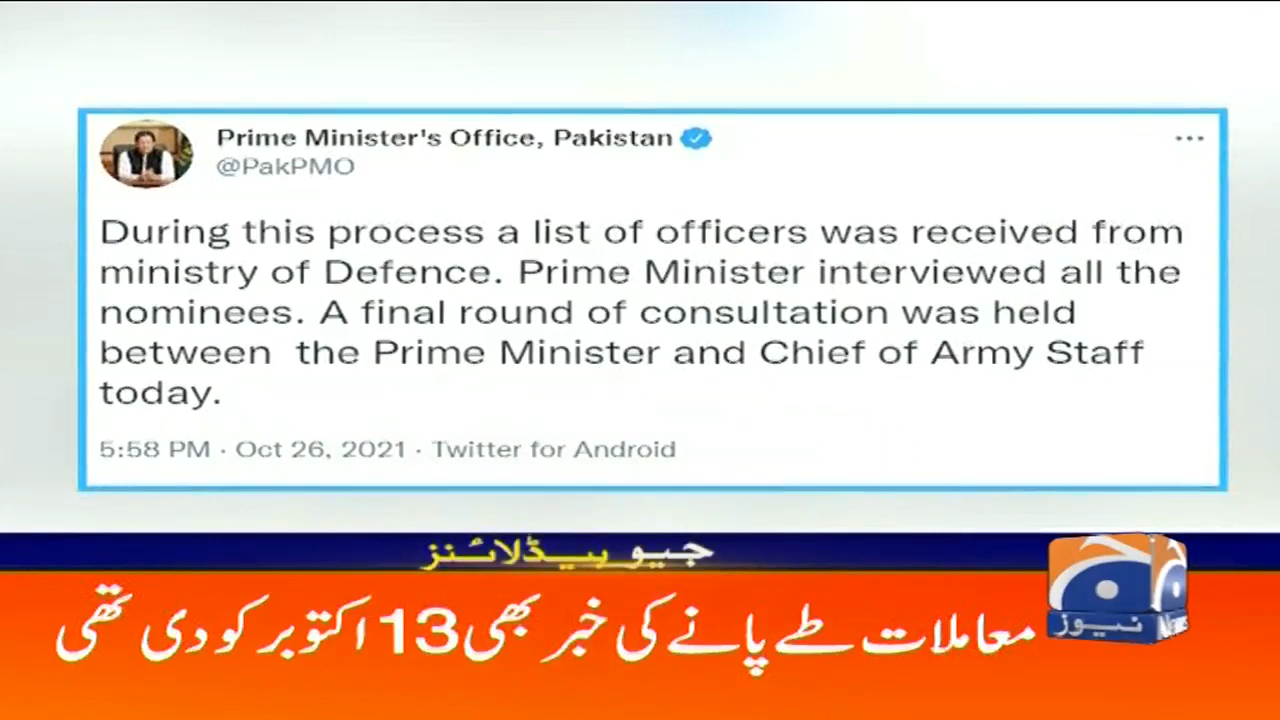 Prime Minister's Office, Pakistan
@PakPMO
During this process a list of officers was received from
ministry of Defence. Prime Minister interviewed all the
nominees. A final round of consultation was held
between the Prime Minister and Chief of Army Staff
today.
5:58 PM · Oct 26, 2021 · Twitter for Android
جیو ہیڈلائنز
معاملات طے پانے کی خبر بھی 13 اکتوبر کو دی تھی
جیو
نیوز News